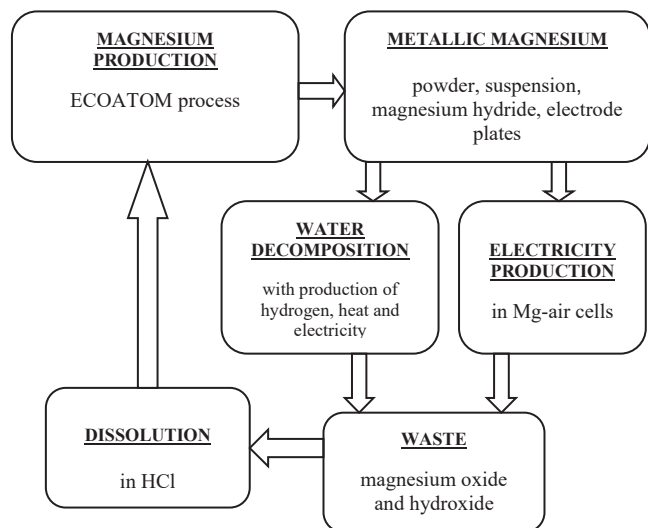 MAGNESIUM
PRODUCTION
ECOATOM process
METALLIC MAGNESIUM
powder, suspension,
magnesium hydride, electrode
plates
WATER
DECOMPOSITION
with production of
hydrogen, heat and
electricity
ELECTRICITY
PRODUCTION
in Mg-air cells
DISSOLUTION
in HCl
WASTE
magnesium oxide
and hydroxide